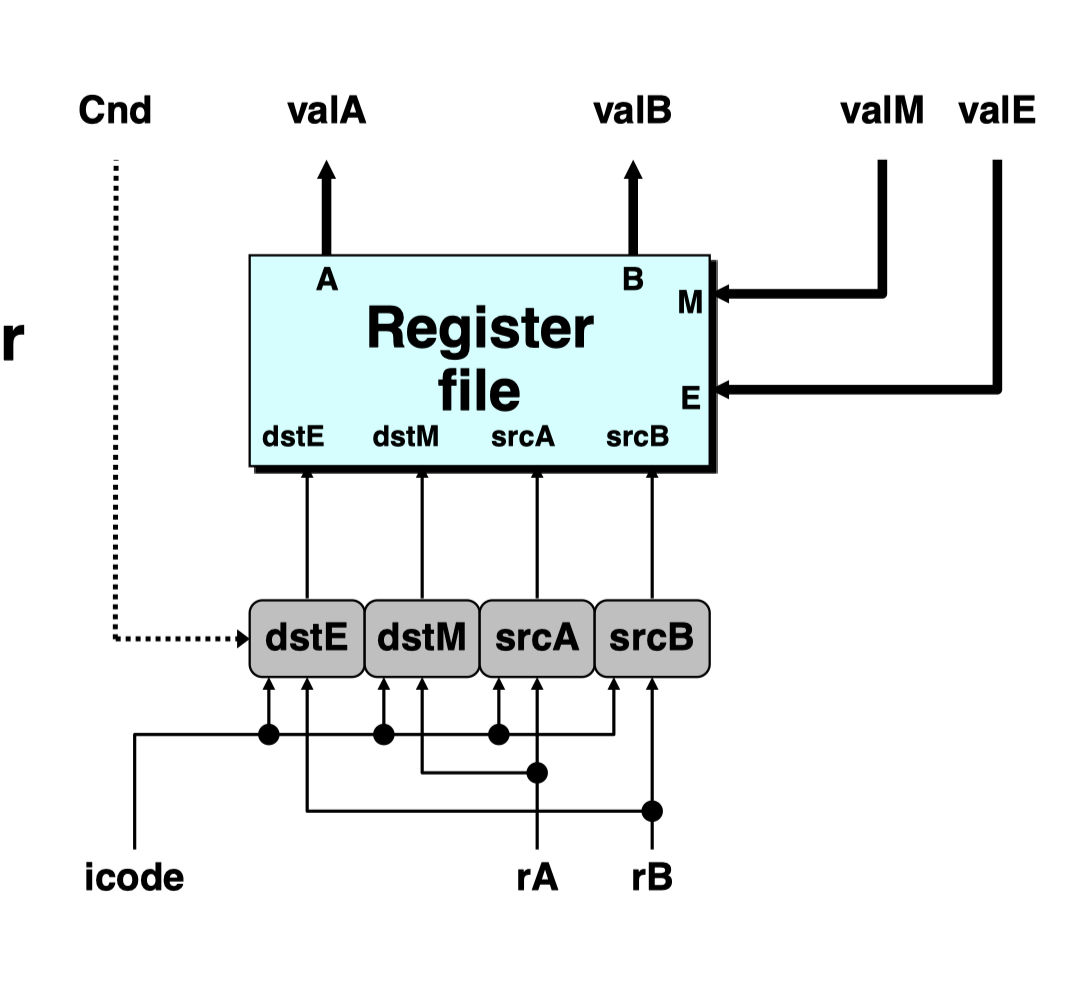 Cnd valA valB valM valE
A B
M
r
Register
file
E
dstE dstM srcA srcB
dstE dstM srcA srcB
icode rA rB